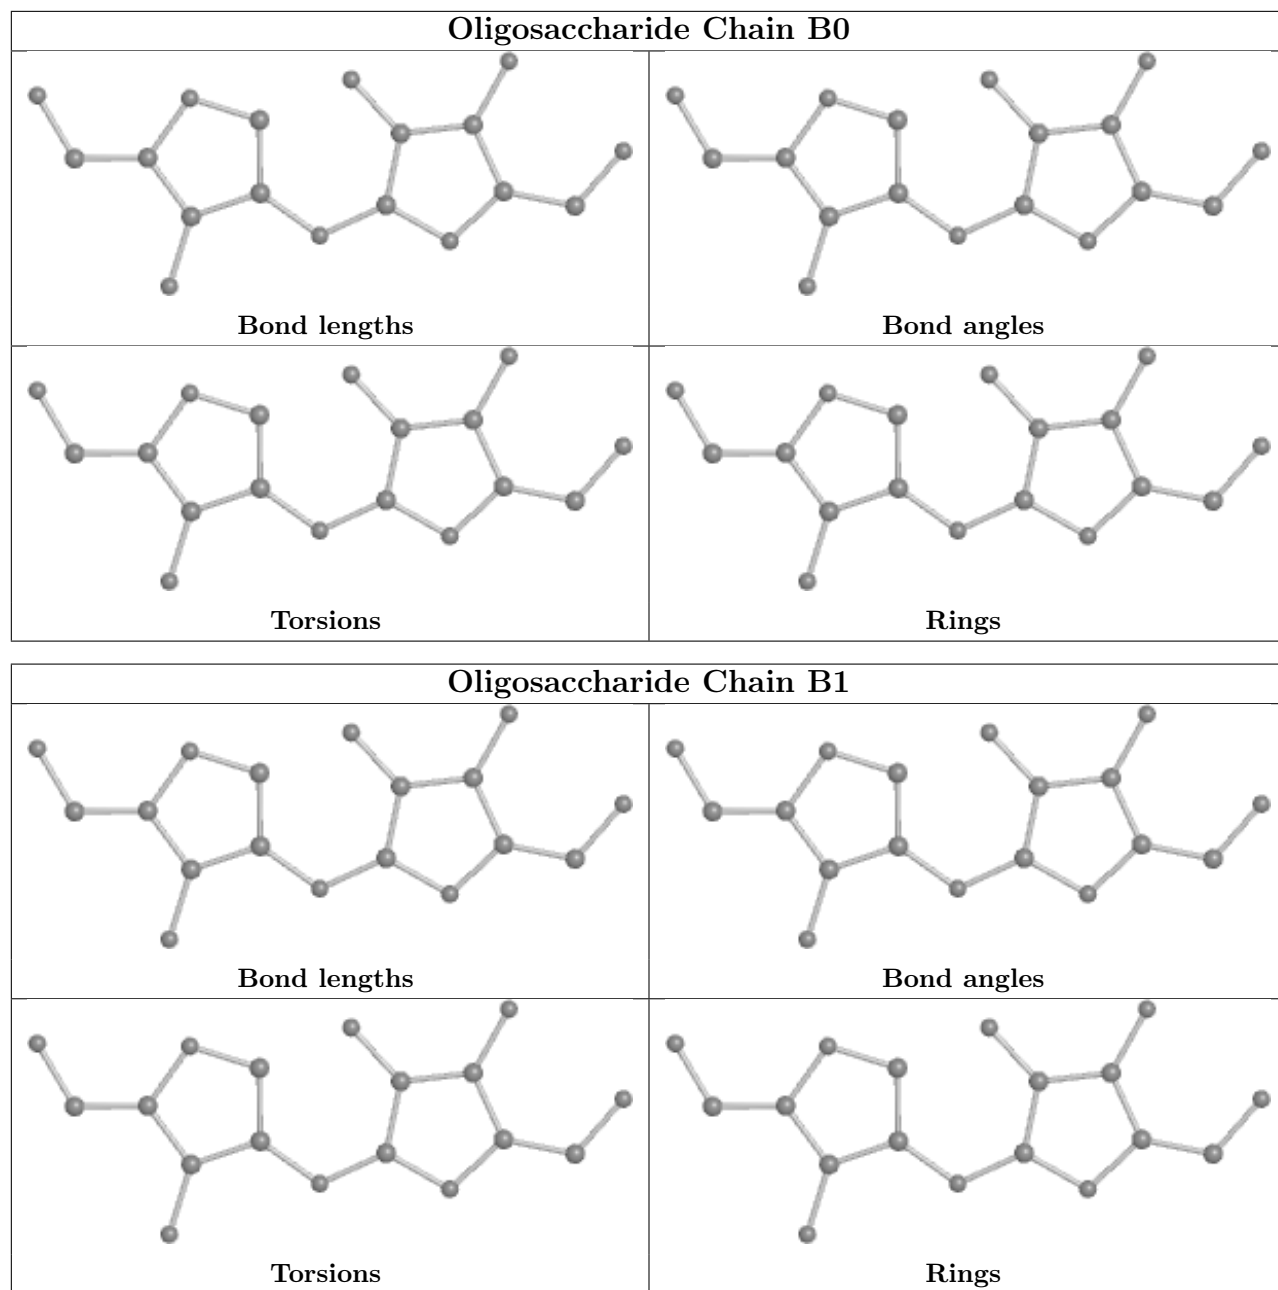 Oligosaccharide Chain B0
Bond lengths
Bond angles
Torsions
Rings
Oligosaccharide Chain B1
Bond lengths
Bond angles
Torsions
Rings